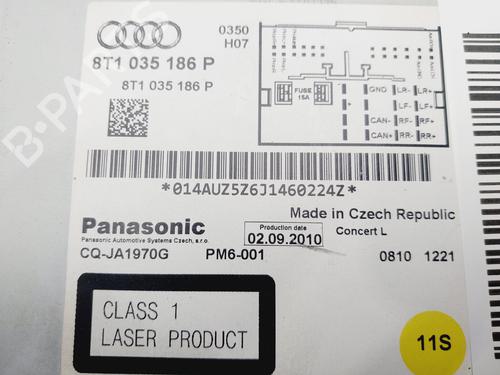 B-PARTS
0350
H07
8T1 035 186 P
8T1 035 186 P
FUSE
15A
GND LR- LR+
LF- LF+
CAN- RF- RF+
CAN+ RR- RR+
*014AUZ5Z6J1460224Z*
Made in Czech Republic
Panasonic
Panasonic Automotive Systems Czech, s.r.o.
Production date
02.09.2010
Concert L
CQ-JA1970G PM6-001
0810 1221
CLASS 1
LASER PRODUCT
11S